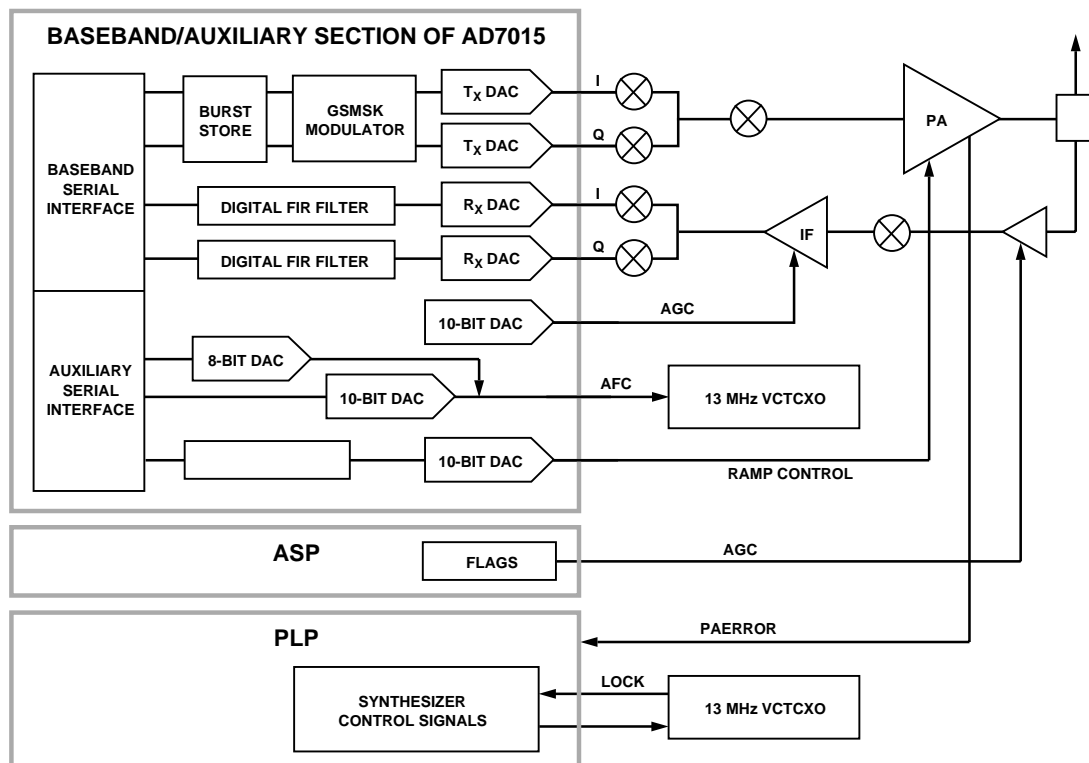 BASEBAND/AUXILIARY SECTION OF AD7015
BASEBAND
SERIAL
INTERFACE
BURST
STORE
GSMSK
MODULATOR
TX DAC
I
TX DAC
Q
PA
DIGITAL FIR FILTER
RX DAC
I
DIGITAL FIR FILTER
RX DAC
Q
IF
10-BIT DAC
AGC
AUXILIARY
SERIAL
INTERFACE
8-BIT DAC
10-BIT DAC
AFC
13 MHz VCTCXO
10-BIT DAC
RAMP CONTROL
ASP
FLAGS
AGC
PLP
PAERROR
SYNTHESIZER
CONTROL SIGNALS
LOCK
13 MHz VCTCXO